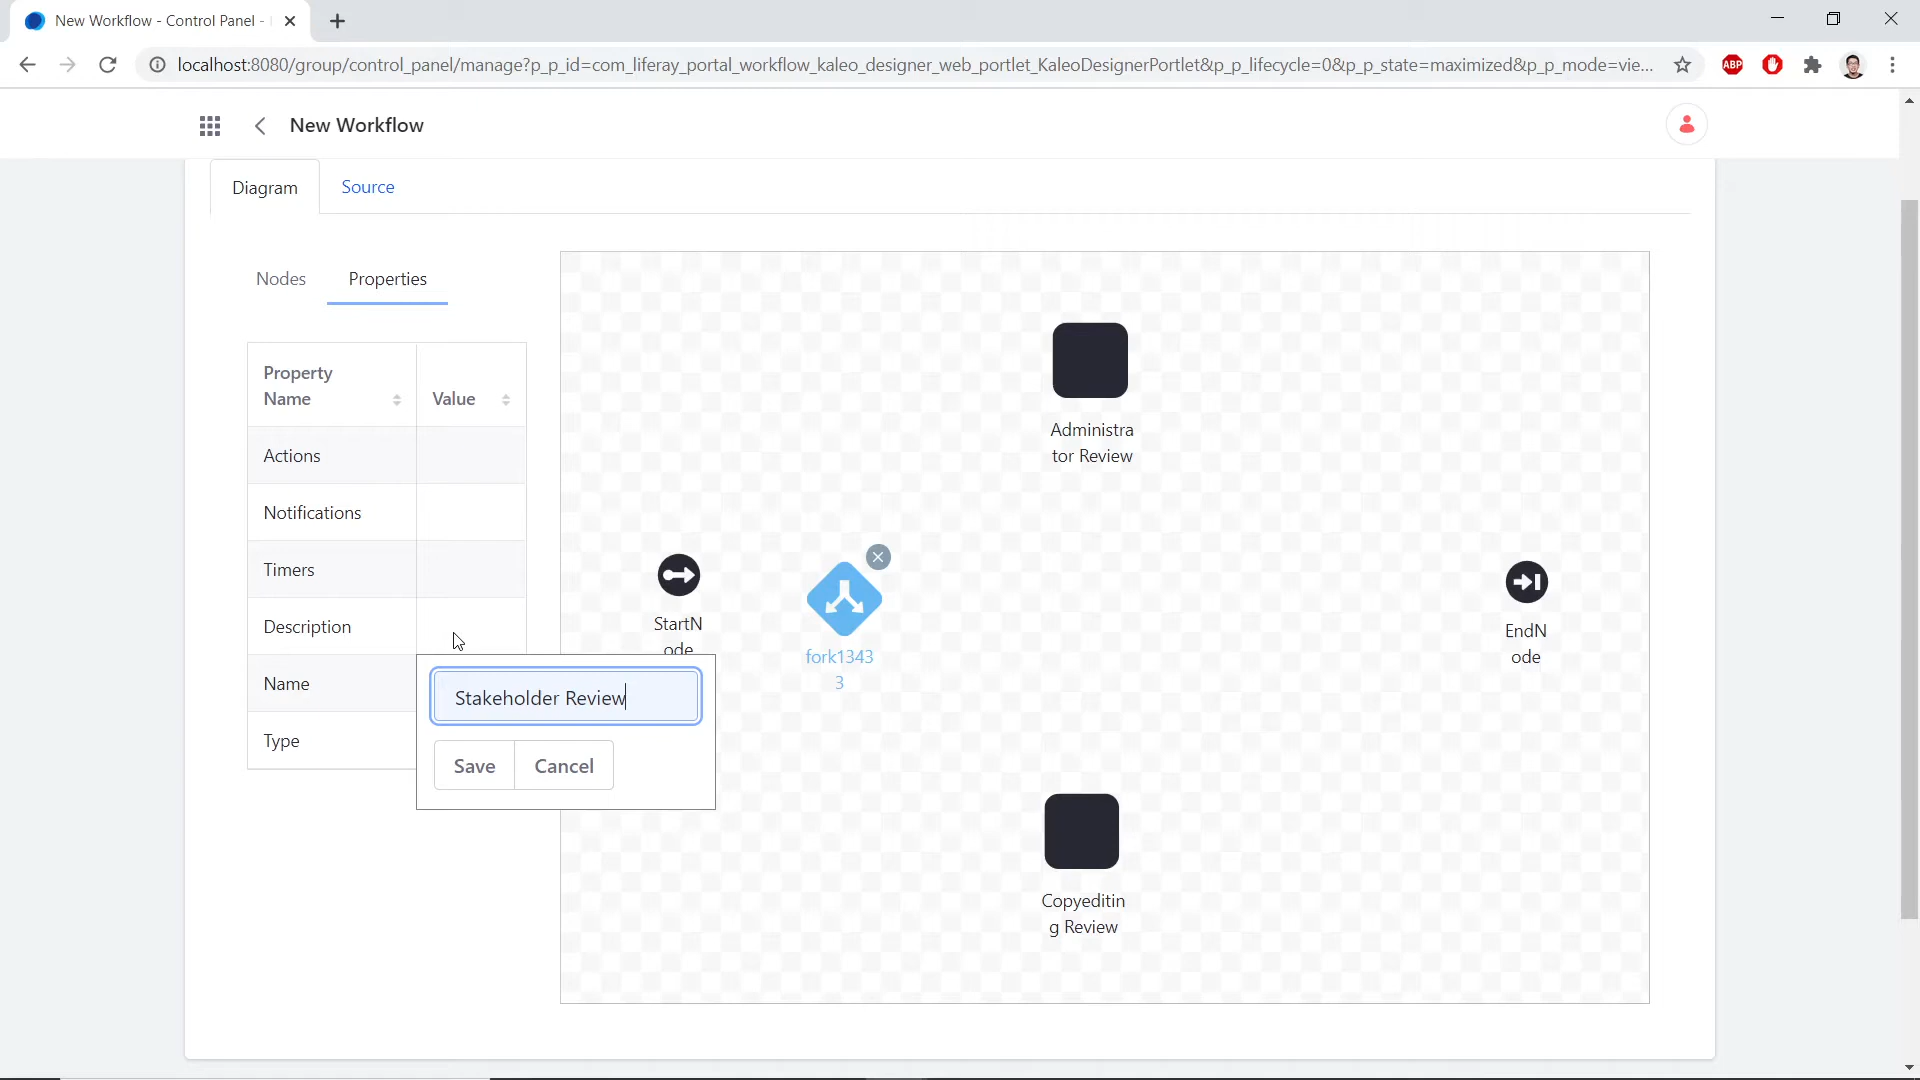 New Workflow - Control Panel -
localhost:8080/group/control_panel/manage?p_p_id=com_liferay_portal_workflow_kaleo_designer_web_portlet_KaleoDesignerPortlet&p_p_lifecycle=0&p_p_state=maximized&p_p_mode=vie...
ABP
New Workflow
Diagram
Source
Nodes
Properties
Property
Name
Value
Actions
Notifications
Timers
Description
Name
Type
Stakeholder Review
Save
Cancel
Administra
tor Review
StartN
ode
fork1343
3
EndN
ode
Copyeditin
g Review